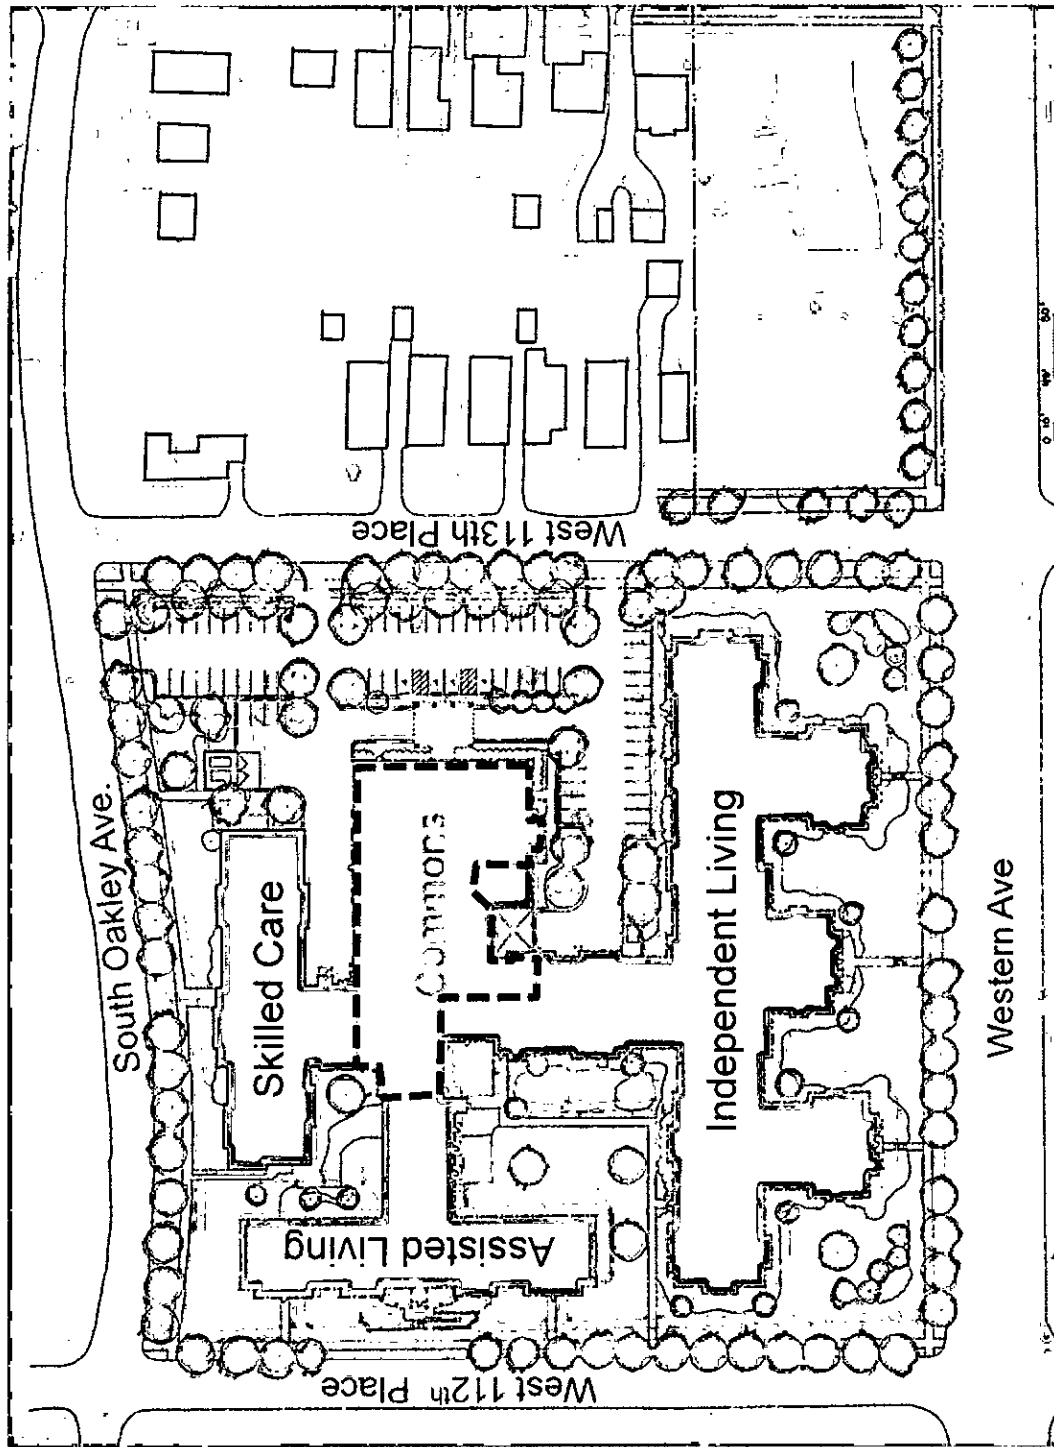 West 113th Place
South Oakley Ave.
Skilled Care
Commons
Independent Living
Western Ave
Assisted Living
West 112th Place